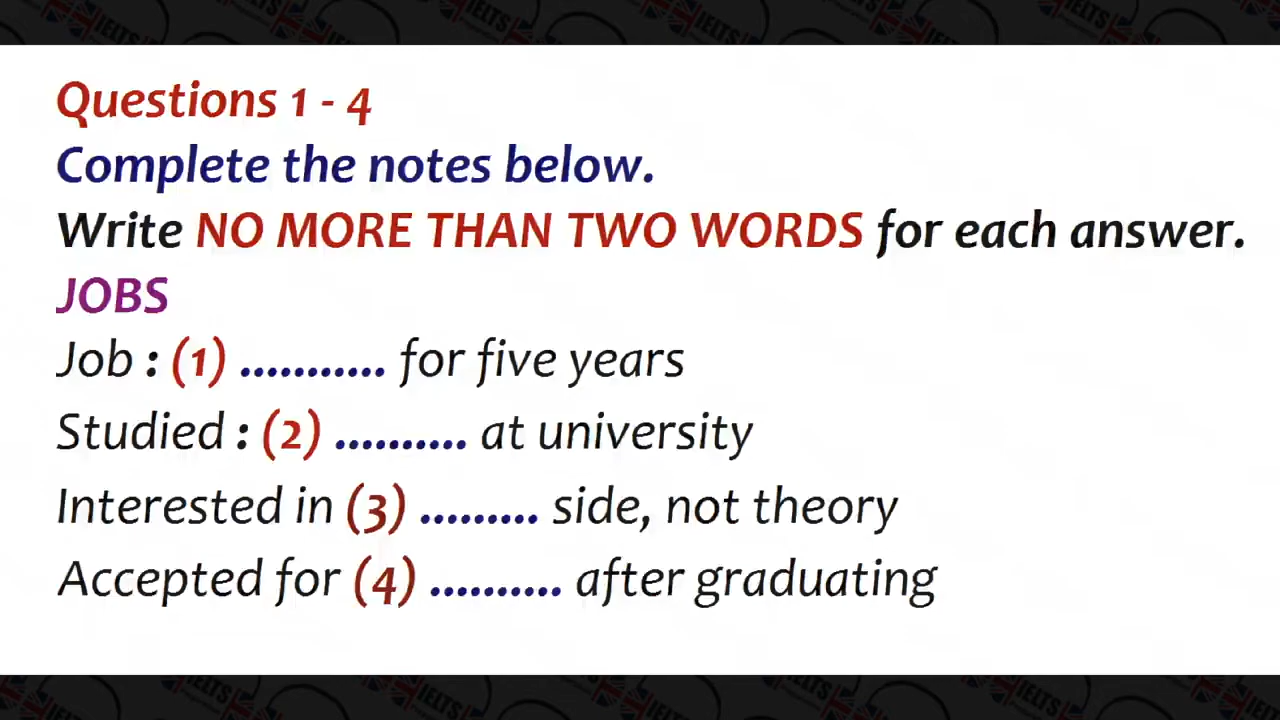 Questions 1 - 4
Complete the notes below.
Write NO MORE THAN TWO WORDS for each answer.
JOBS
Job : (1) ........... for five years
Studied : (2) .......... at university
Interested in (3) ......... side, not theory
Accepted for (4) .......... after graduating